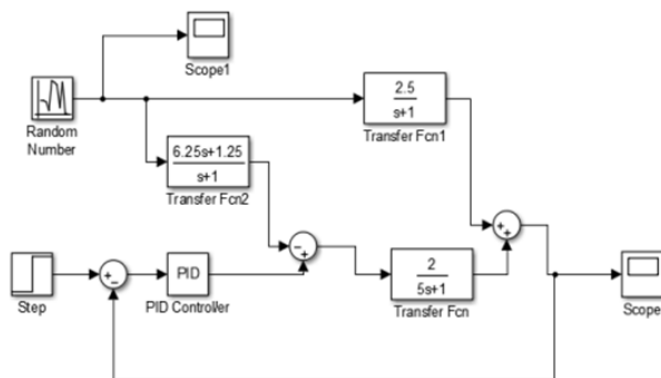 Scope1
2.5
s+1
Transfer Fcn1
Random
Number
6.25s+1.25
s+1
Transfer Fcn2
Step
PID
PID Controller
2
5s+1
Transfer Fcn
Scope